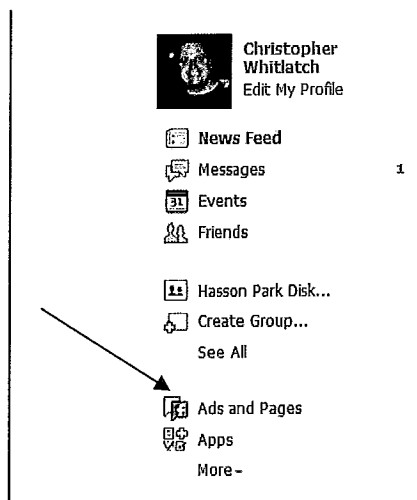 Christopher
Whitlatch
Edit My Profile
News Feed
Messages 1
31 Events
Friends
Hasson Park Disk...
Create Group...
See All
Ads and Pages
Apps
More